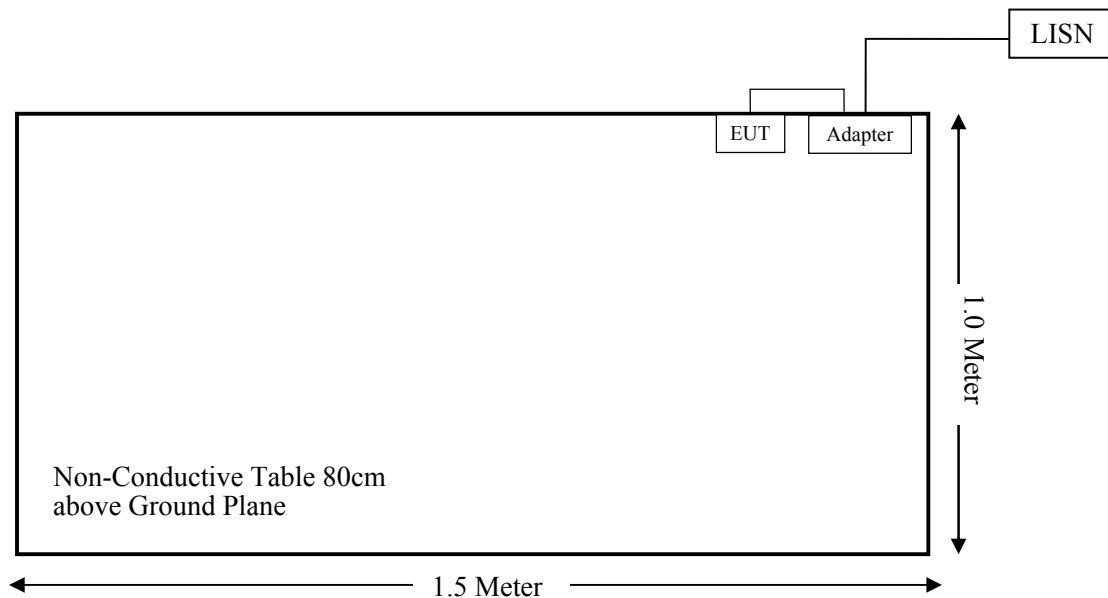 LISN
EUT
Adapter
1.0 Meter
Non-Conductive Table 80cm
above Ground Plane
1.5 Meter